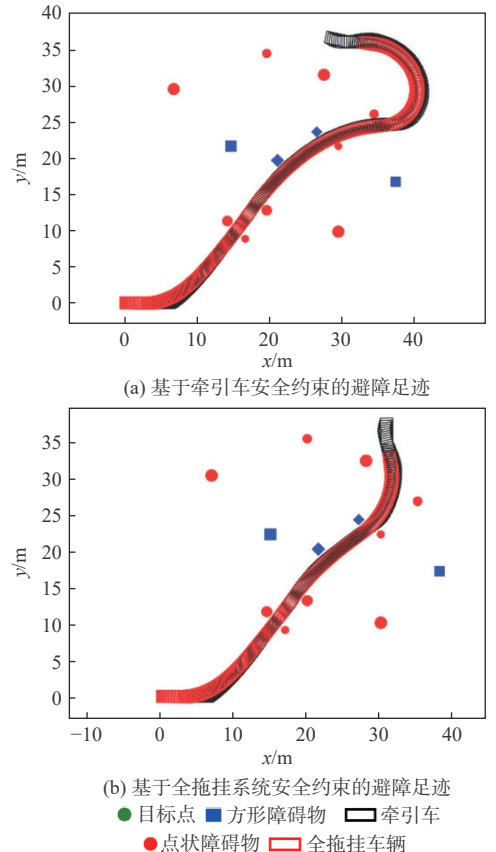 35
30
25
20
15
10
5
0
y/m
0 10 20 30 40
x/m
(a) 基于牵引车安全约束的避障足迹
35
30
25
20
15
10
5
0
y/m
−10 0 10 20 30 40
x/m
(b) 基于全拖挂系统安全约束的避障足迹
目标点 方形障碍物 牵引车
点状障碍物 全拖挂车辆